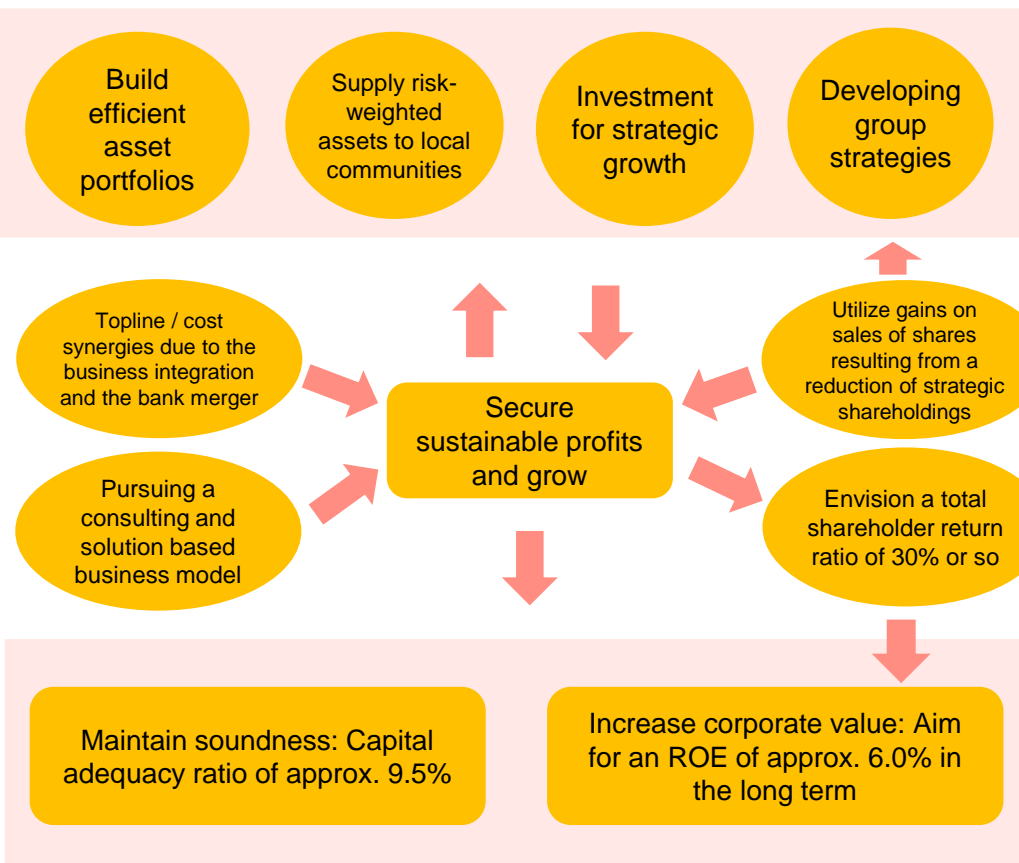 Build
efficient
asset
portfolios
Supply risk-
weighted
assets to local
communities
Investment
for strategic
growth
Developing
group
strategies
Topline / cost
synergies due to the
business integration
and the bank merger
Utilize gains on
sales of shares
resulting from a
reduction of strategic
shareholdings
Secure
sustainable profits
and grow
Pursuing a
consulting and
solution based
business model
Envision a total
shareholder return
ratio of 30% or so
Maintain soundness: Capital
adequacy ratio of approx. 9.5%
Increase corporate value: Aim
for an ROE of approx. 6.0% in
the long term